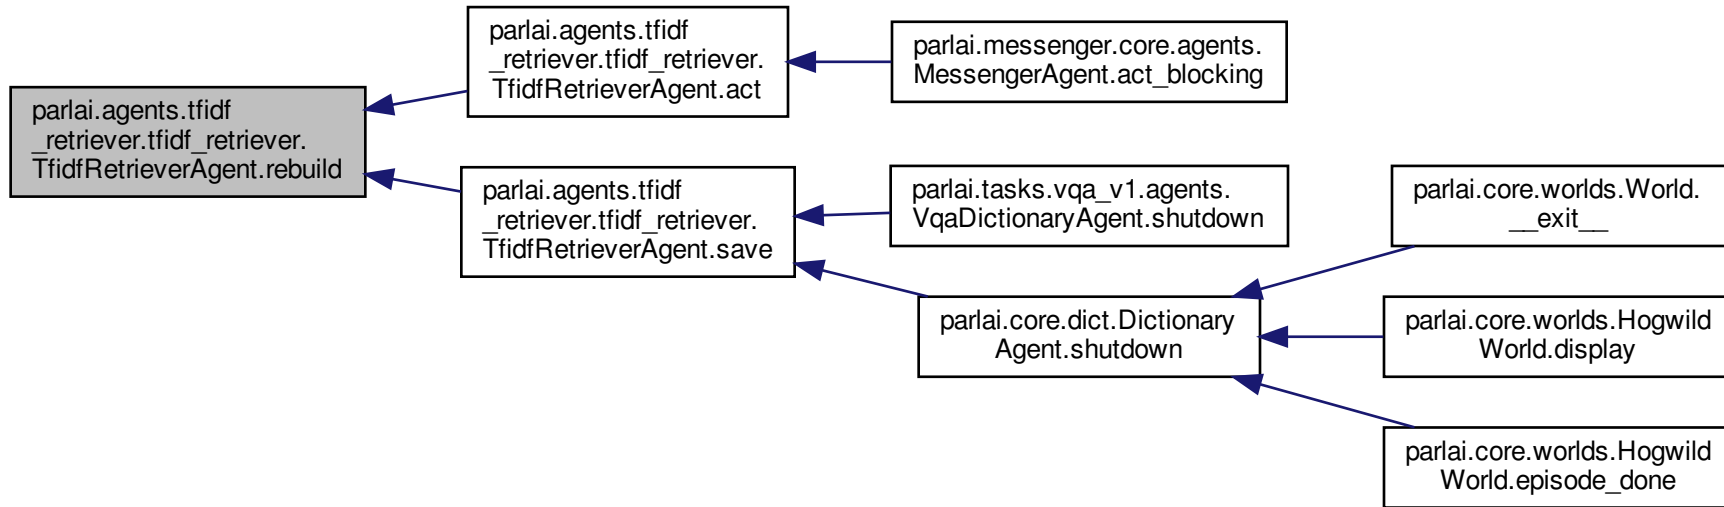 parlai.agents.tfidf
_retriever.tfidf_retriever.
TfidfRetrieverAgent.rebuild
parlai.agents.tfidf
_retriever.tfidf_retriever.
TfidfRetrieverAgent.act
parlai.messenger.core.agents.
MessengerAgent.act_blocking
parlai.agents.tfidf
_retriever.tfidf_retriever.
TfidfRetrieverAgent.save
parlai.tasks.vqa_v1.agents.
VqaDictionaryAgent.shutdown
parlai.core.dict.Dictionary
Agent.shutdown
parlai.core.worlds.World.
__exit__
parlai.core.worlds.Hogwild
World.display
parlai.core.worlds.Hogwild
World.episode_done